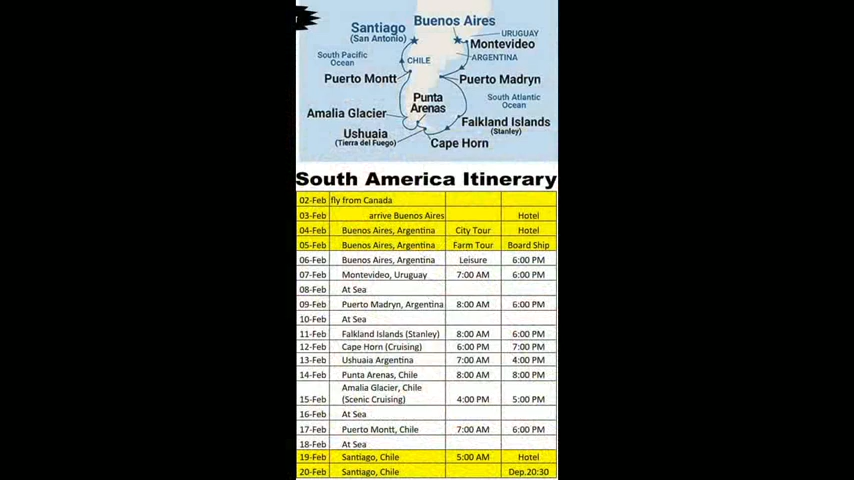 Buenos Aires
Santiago
(San Antonio)
URUGUAY
Montevideo
ARGENTINA
South Pacific
Ocean
CHILE
Puerto Montt
Puerto Madryn
Punta
Arenas
South Atlantic
Ocean
Amalia Glacier
Falkland Islands
(Stanley)
Ushuaia
(Tierra del Fuego)
Cape Horn
South America Itinerary
02-Feb fly from Canada
03-Feb arrive Buenos Aires Hotel
04-Feb Buenos Aires, Argentina City Tour Hotel
05-Feb Buenos Aires, Argentina Farm Tour Board Ship
06-Feb Buenos Aires, Argentina Leisure 6:00 PM
07-Feb Montevideo, Uruguay 7:00 AM 6:00 PM
08-Feb At Sea
09-Feb Puerto Madryn, Argentina 8:00 AM 6:00 PM
10-Feb At Sea
11-Feb Falkland Islands (Stanley) 8:00 AM 6:00 PM
12-Feb Cape Horn (Cruising) 6:00 PM 7:00 PM
13-Feb Ushuaia Argentina 7:00 AM 4:00 PM
14-Feb Punta Arenas, Chile 8:00 AM 8:00 PM
Amalia Glacier, Chile
15-Feb (Scenic Cruising) 4:00 PM 5:00 PM
16-Feb At Sea
17-Feb Puerto Montt, Chile 7:00 AM 6:00 PM
18-Feb At Sea
19-Feb Santiago, Chile 5:00 AM Hotel
20-Feb Santiago, Chile Dep.20:30